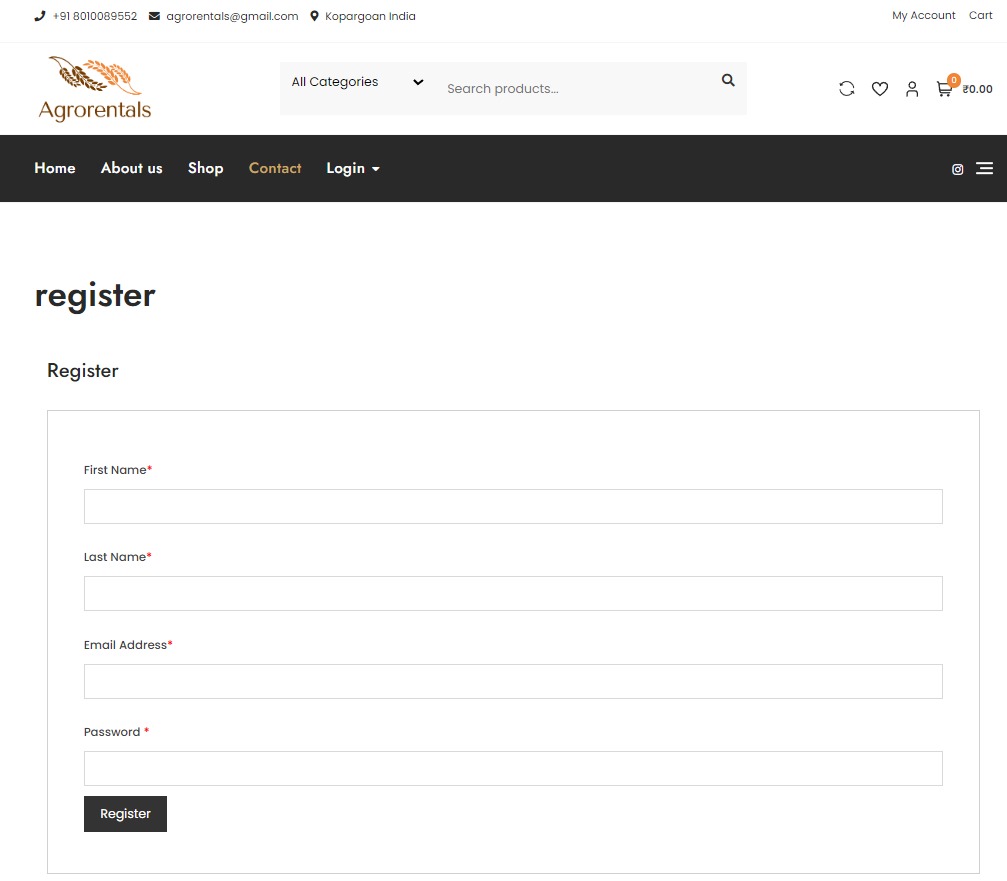 +91 8010089552 agrorentals@gmail.com Kopargoan India My Account Cart
Agrorentals
All Categories Search products... 0 ₹0.00
Home About us Shop Contact Login
register
Register
First Name*
Last Name*
Email Address*
Password *
Register